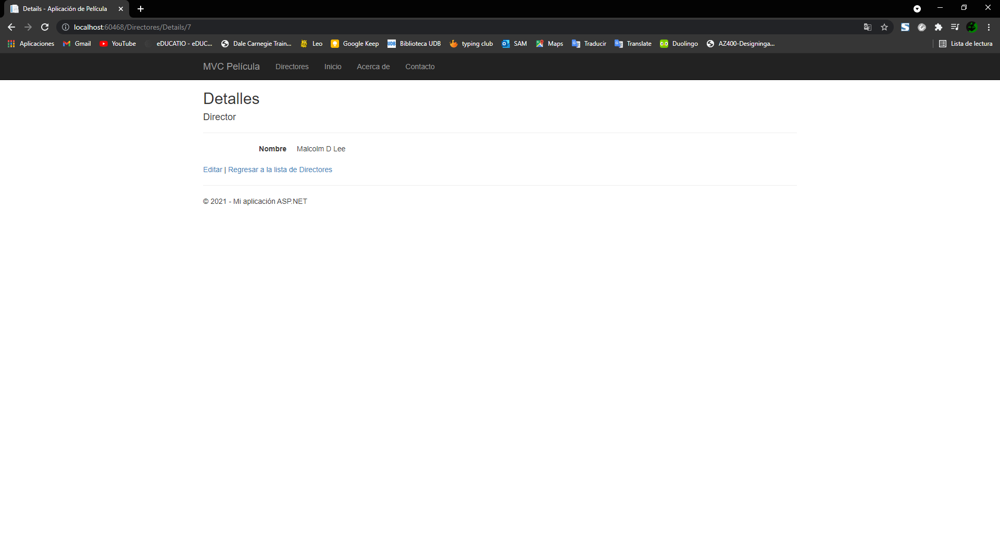 Details - Aplicación de Película
localhost:60468/Directores/Details/7
Aplicaciones Gmail YouTube eDUCATIO - eDUC... Dale Carnegie Train... Leo Google Keep UDB Biblioteca UDB typing club SAM Maps Traducir Translate Duolingo AZ400-Designinga... Lista de lectura
MVC Película Directores Inicio Acerca de Contacto
Detalles
Director
Nombre Malcolm D Lee
Editar | Regresar a la lista de Directores
© 2021 - Mi aplicación ASP.NET